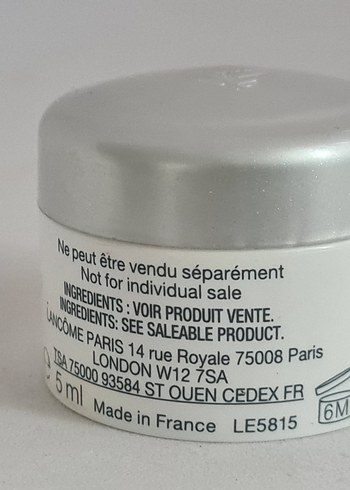 Ne peut être vendu séparément
Not for individual sale
INGREDIENTS : VOIR PRODUIT VENTE.
INGREDIENTS: SEE SALEABLE PRODUCT.
LANCÔME PARIS 14 rue Royale 75008 Paris
LONDON W12 7SA
TSA 75000 93584 ST OUEN CEDEX FR
5 ml Made in France LE5815
6M